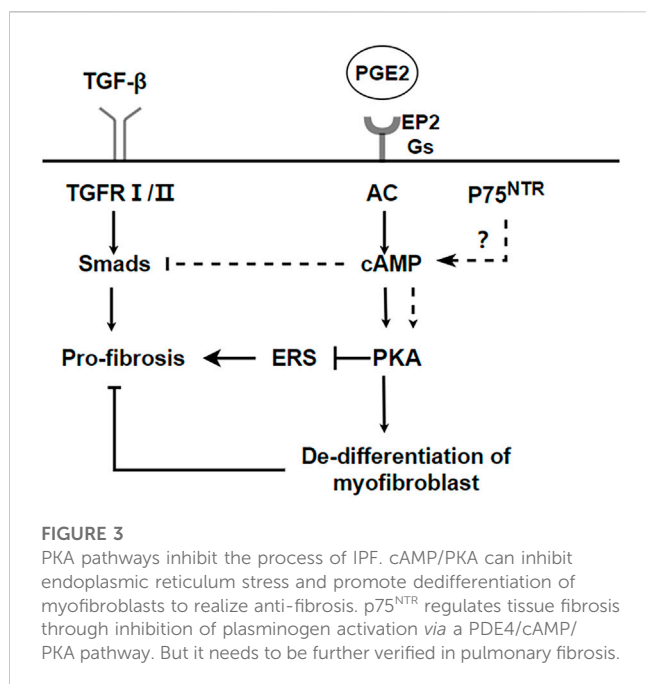 TGF-β
PGE2
EP2
Gs
TGFR Ⅰ/Ⅱ
AC
P75NTR
?
Smads
cAMP
Pro-fibrosis
ERS
PKA
De-differentiation of
myofibroblast
FIGURE 3
PKA pathways inhibit the process of IPF. cAMP/PKA can inhibit
endoplasmic reticulum stress and promote dedifferentiation of
myofibroblasts to realize anti-fibrosis. p75NTR regulates tissue fibrosis
through inhibition of plasminogen activation via a PDE4/cAMP/
PKA pathway. But it needs to be further verified in pulmonary fibrosis.